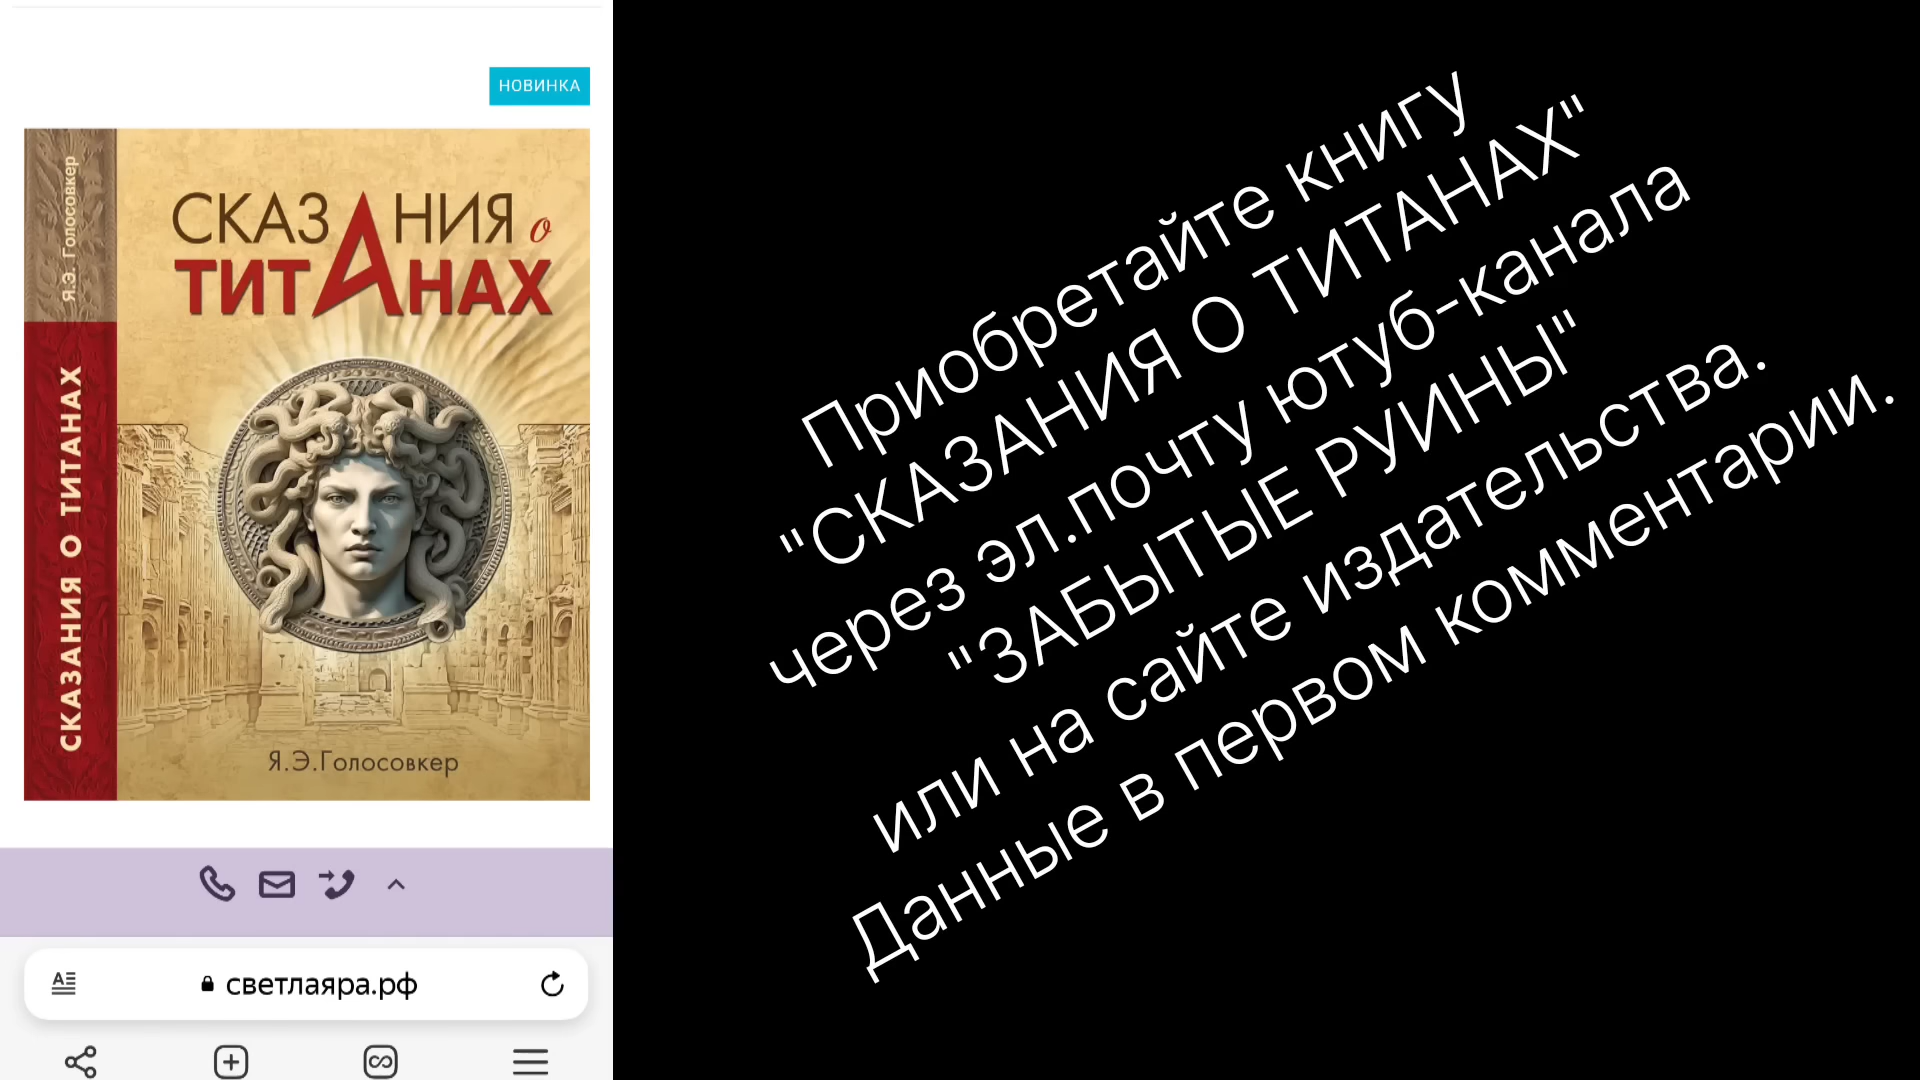 НОВИНКА
Я.Э. Голосовкер
СКАЗАНИЯ О ТИТАНАХ
СКАЗАНИЯ о
ТИТАНАХ
Я.Э.Голосовкер
светлаяра.рф
Приобретайте книгу
"СКАЗАНИЯ О ТИТАНАХ"
через эл.почту ютуб-канала
"ЗАБЫТЫЕ РУИНЫ"
или на сайте издательства.
Данные в первом комментарии.